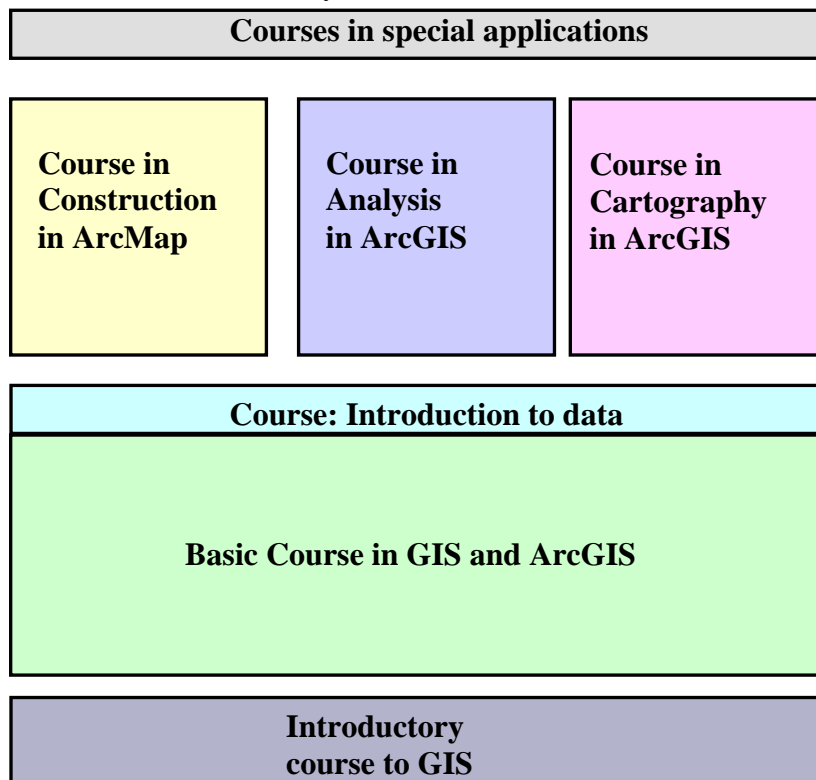 Courses in special applications
Course in
Construction
in ArcMap
Course in
Analysis
in ArcGIS
Course in
Cartography
in ArcGIS
Course: Introduction to data
Basic Course in GIS and ArcGIS
Introductory
course to GIS